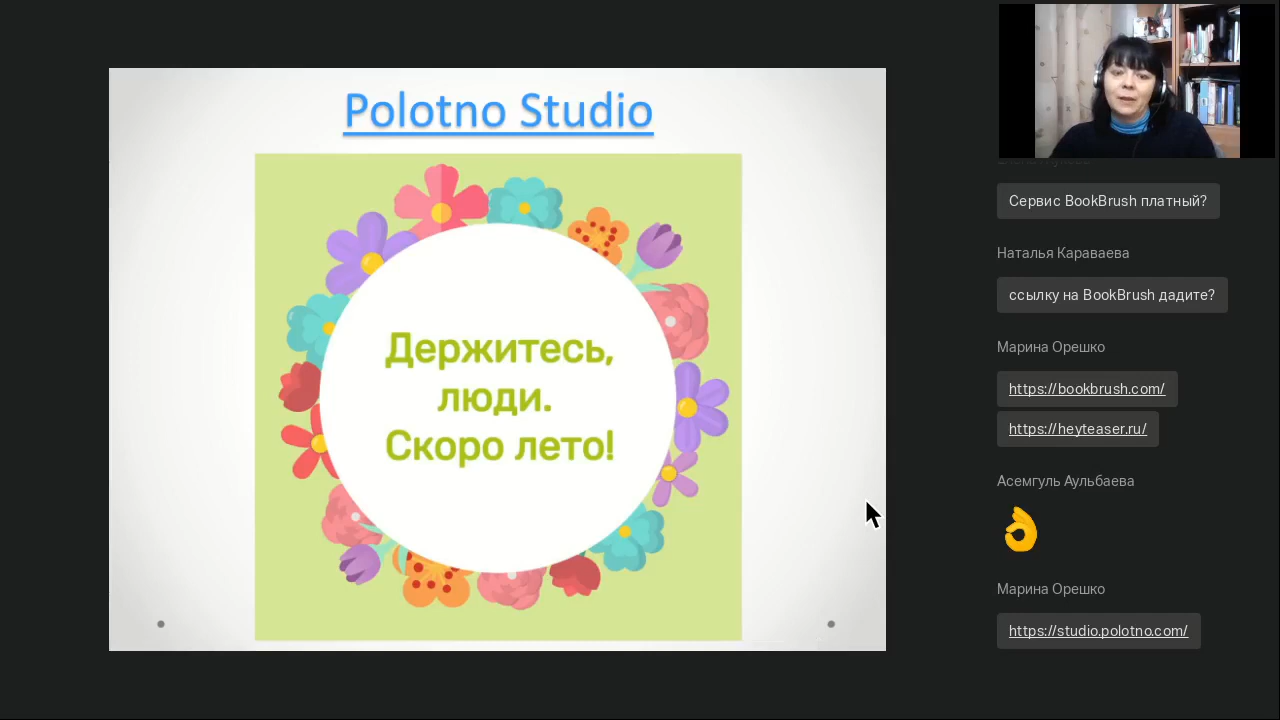 Polotno Studio
Держитесь,
люди.
Скоро лето!
Сервис BookBrush платный?
Наталья Караваева
ссылку на BookBrush дадите?
Марина Орешко
https://bookbrush.com/
https://heyteaser.ru/
Асемгуль Аульбаева
Марина Орешко
https://studio.polotno.com/